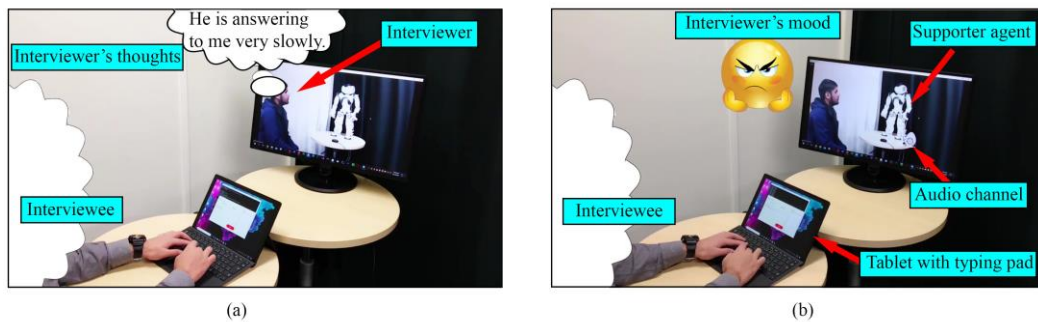 He is answering
to me very slowly.
Interviewer
Interviewer's thoughts
Interviewee
(a)
Interviewer's mood
Supporter agent
Audio channel
Interviewee
Tablet with typing pad
(b)